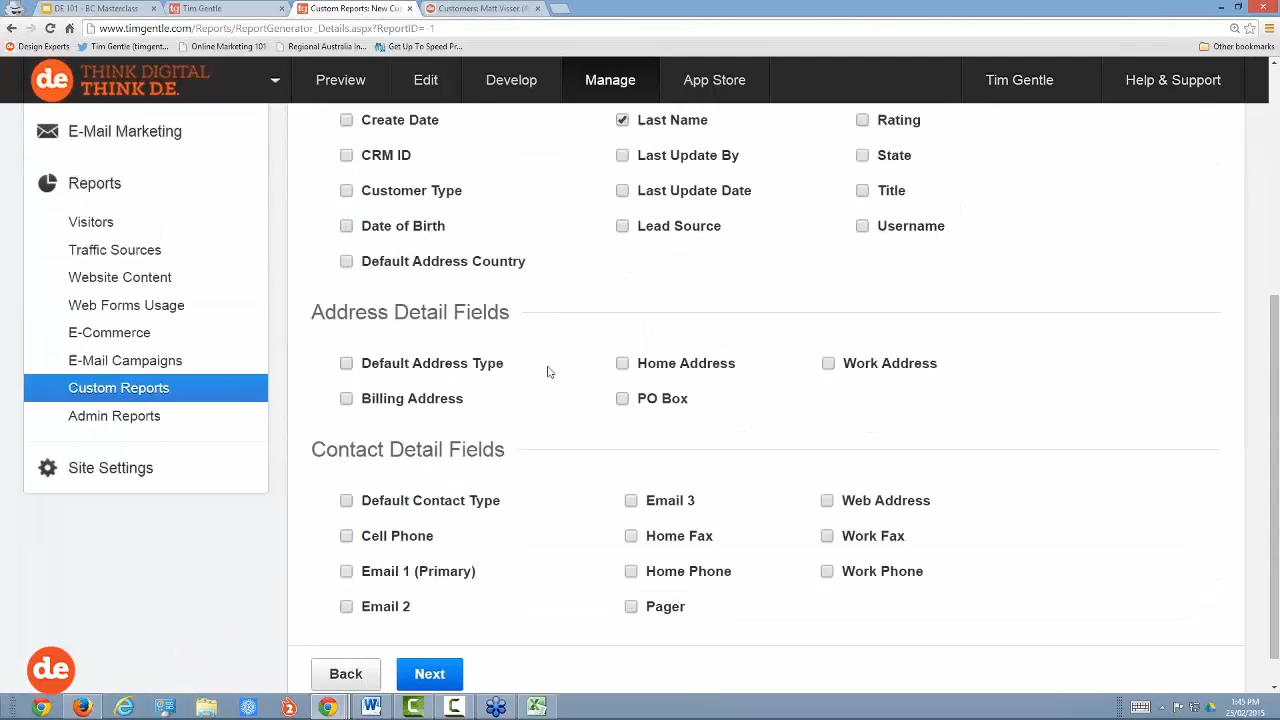 DE 101 - BC Masterclass
Tim Gentle
Custom Reports: New Cu
Customers Matt Visser (R
www.timgentle.com/Reports/ReportGenerator_Details.aspx?ReportID=-1
Design Experts
Tim Gentle (timgent...
Online Marketing 101
Regional Australia In...
Get Up To Speed Pr...
Other bookmarks
d.e
THINK DIGITAL
THINK D.E.
Preview
Edit
Develop
Manage
App Store
Tim Gentle
Help & Support
E-Mail Marketing
Reports
Visitors
Traffic Sources
Website Content
Web Forms Usage
E-Commerce
E-Mail Campaigns
Custom Reports
Admin Reports
Site Settings
Create Date
Last Name
Rating
CRM ID
Last Update By
State
Customer Type
Last Update Date
Title
Date of Birth
Lead Source
Username
Default Address Country
Address Detail Fields
Default Address Type
Home Address
Work Address
Billing Address
PO Box
Contact Detail Fields
Default Contact Type
Email 3
Web Address
Cell Phone
Home Fax
Work Fax
Email 1 (Primary)
Home Phone
Work Phone
Email 2
Pager
Back
Next
de
1:45 PM
25/02/2015